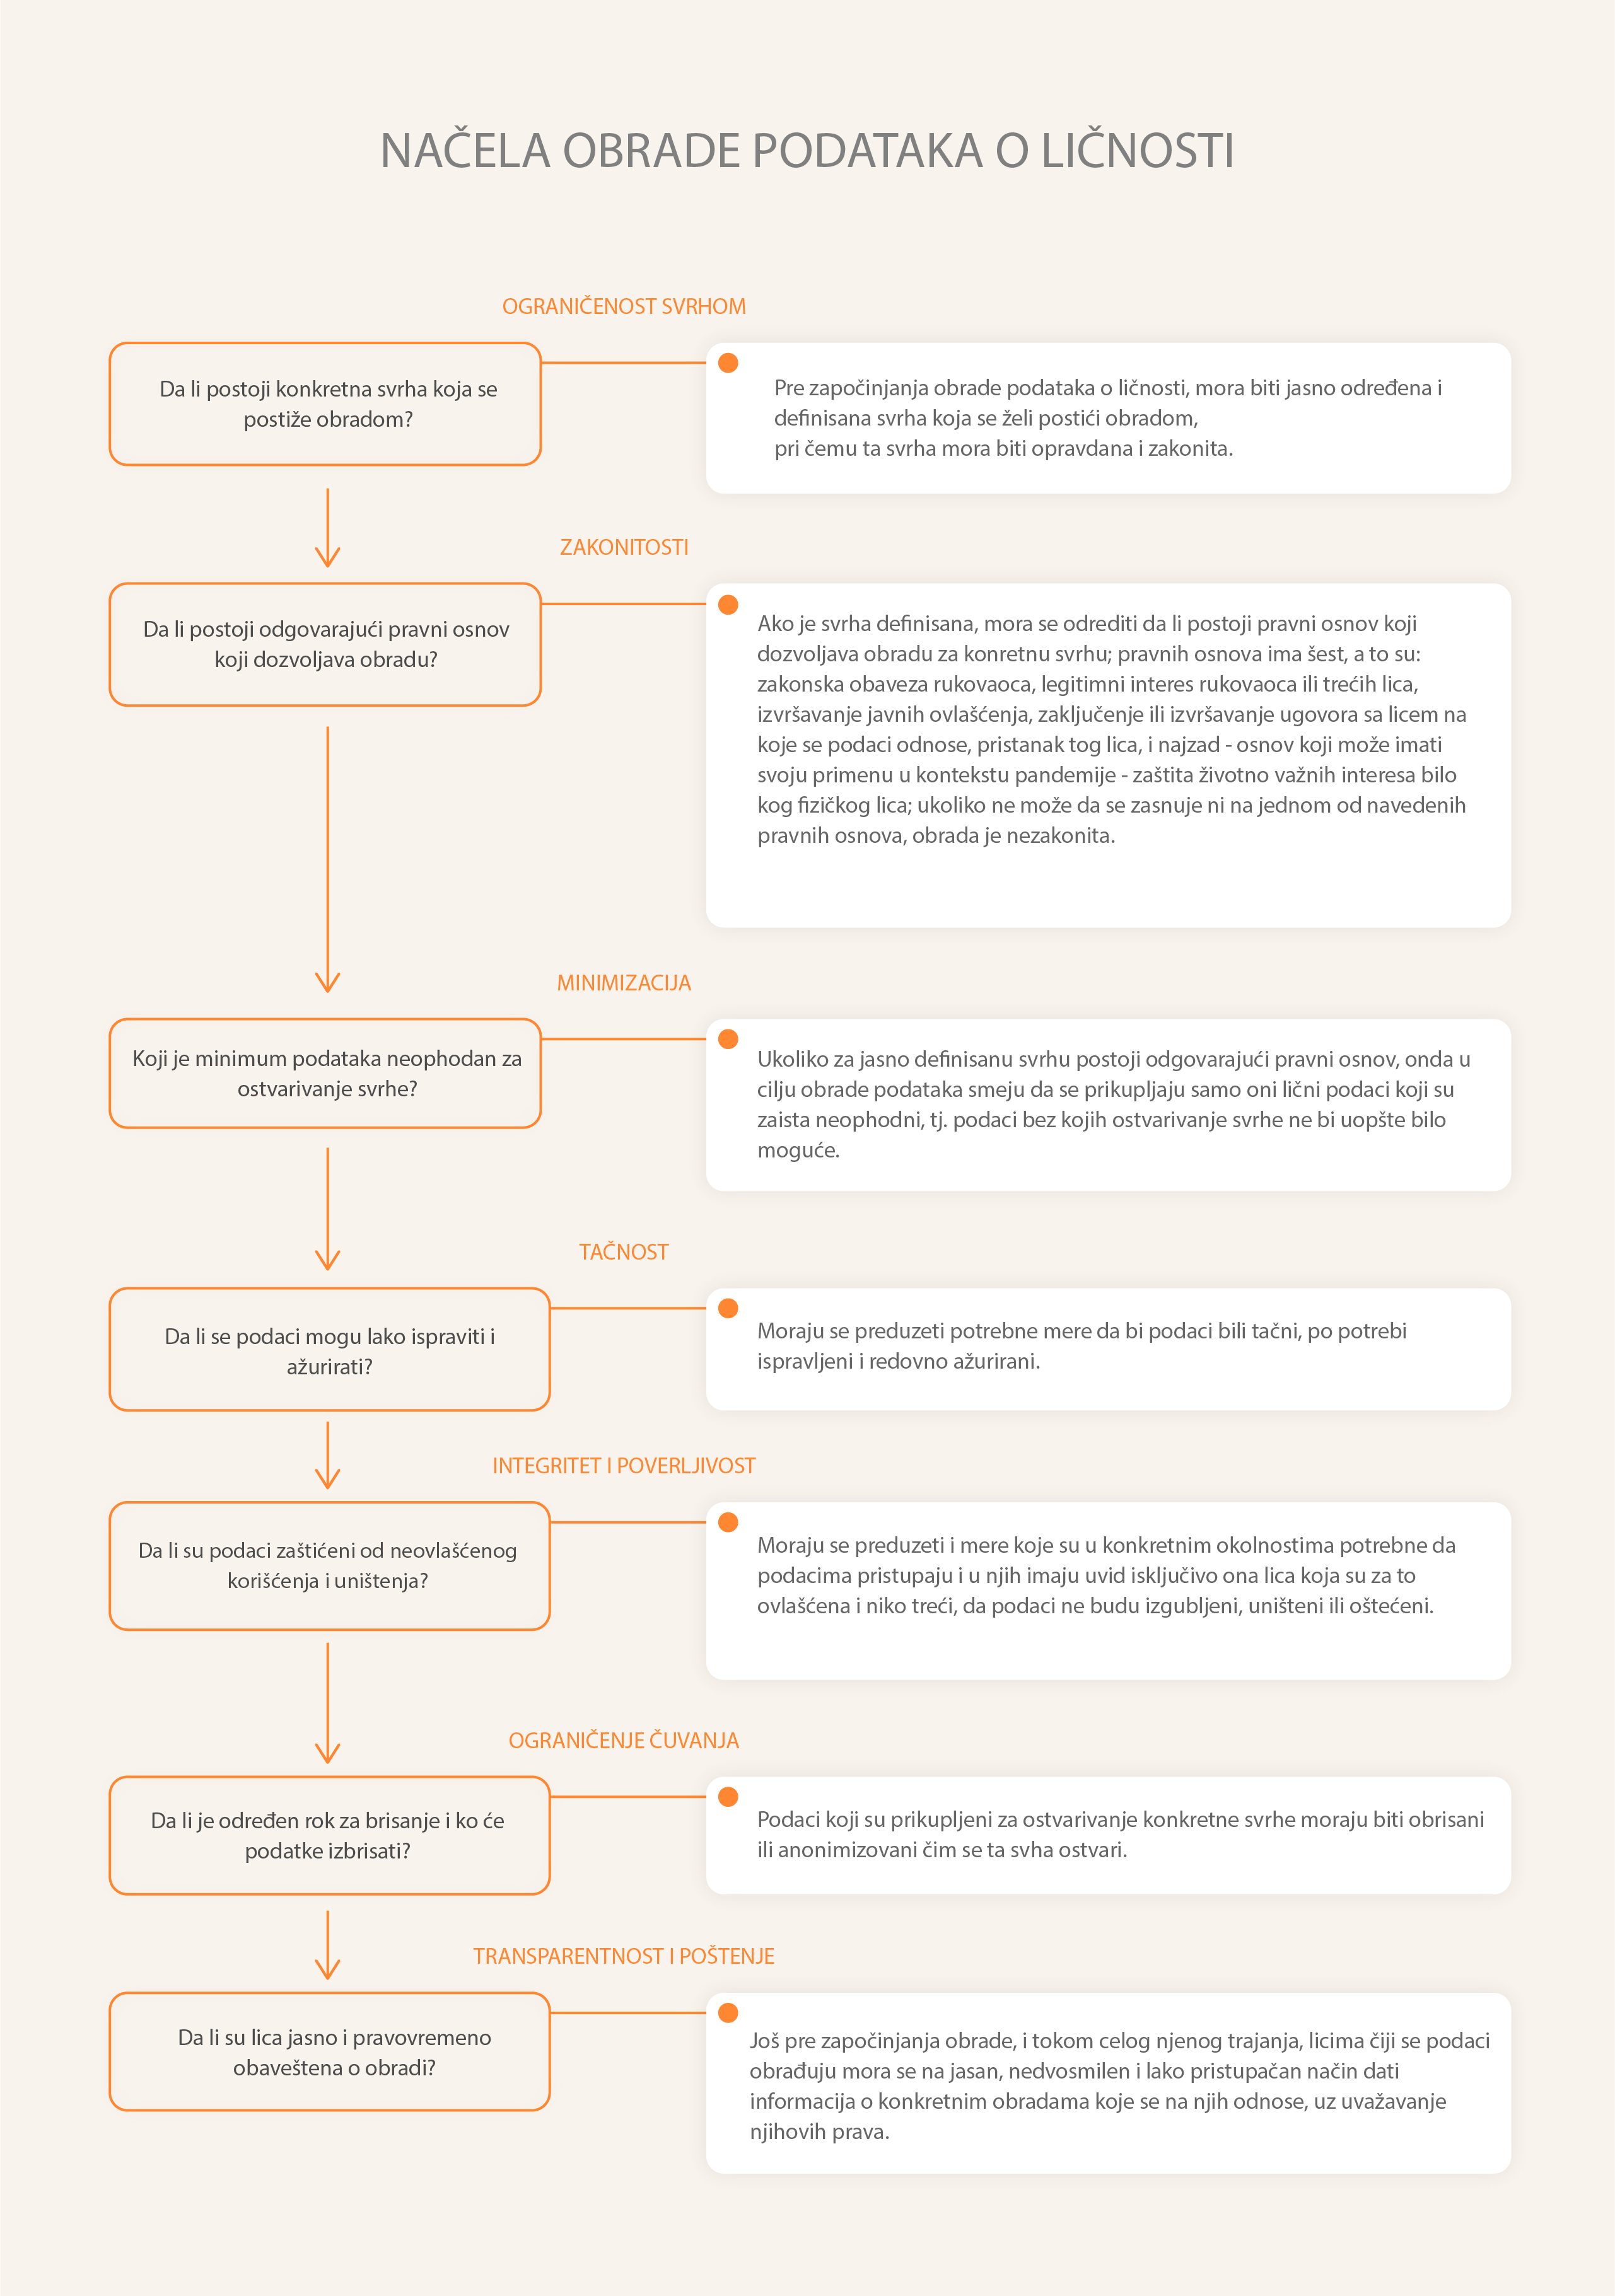 NAČELA OBRADE PODATAKA O LIČNOSTI
OGRANIČENOST SVRHOM
Da li postoji konkretna svrha koja se
postiže obradom?
Pre započinjanja obrade podataka o ličnosti, mora biti jasno određena i
definisana svrha koja se želi postići obradom,
pri čemu ta svrha mora biti opravdana i zakonita.
ZAKONITOSTI
Da li postoji odgovarajući pravni osnov
koji dozvoljava obradu?
Ako je svrha definisana, mora se odrediti da li postoji pravni osnov koji
dozvoljava obradu za konretnu svrhu; pravnih osnova ima šest, a to su:
zakonska obaveza rukovaoca, legitimni interes rukovaoca ili trećih lica,
izvršavanje javnih ovlašćenja, zaključenje ili izvršavanje ugovora sa licem na
koje se podaci odnose, pristanak tog lica, i najzad - osnov koji može imati
svoju primenu u kontekstu pandemije - zaštita životno važnih interesa bilo
kog fizičkog lica; ukoliko ne može da se zasnuje ni na jednom od navedenih
pravnih osnova, obrada je nezakonita.
MINIMIZACIJA
Koji je minimum podataka neophodan za
ostvarivanje svrhe?
Ukoliko za jasno definisanu svrhu postoji odgovarajući pravni osnov, onda u
cilju obrade podataka smeju da se prikupljaju samo oni lični podaci koji su
zaista neophodni, tj. podaci bez kojih ostvarivanje svrhe ne bi uopšte bilo
moguće.
TAČNOST
Da li se podaci mogu lako ispraviti i
ažurirati?
Moraju se preduzeti potrebne mere da bi podaci bili tačni, po potrebi
ispravljeni i redovno ažurirani.
INTEGRITET I POVERLJIVOST
Da li su podaci zaštićeni od neovlašćenog
korišćenja i uništenja?
Moraju se preduzeti i mere koje su u konkretnim okolnostima potrebne da
podacima pristupaju i u njih imaju uvid isključivo ona lica koja su za to
ovlašćena i niko treći, da podaci ne budu izgubljeni, uništeni ili oštećeni.
OGRANIČENJE ČUVANJA
Da li je određen rok za brisanje i ko će
podatke izbrisati?
Podaci koji su prikupljeni za ostvarivanje konkretne svrhe moraju biti obrisani
ili anonimizovani čim se ta svha ostvari.
TRANSPARENTNOST I POŠTENJE
Da li su lica jasno i pravovremeno
obaveštena o obradi?
Još pre započinjanja obrade, i tokom celog njenog trajanja, licima čiji se podaci
obrađuju mora se na jasan, nedvosmilen i lako pristupačan način dati
informacija o konkretnim obradama koje se na njih odnose, uz uvažavanje
njihovih prava.